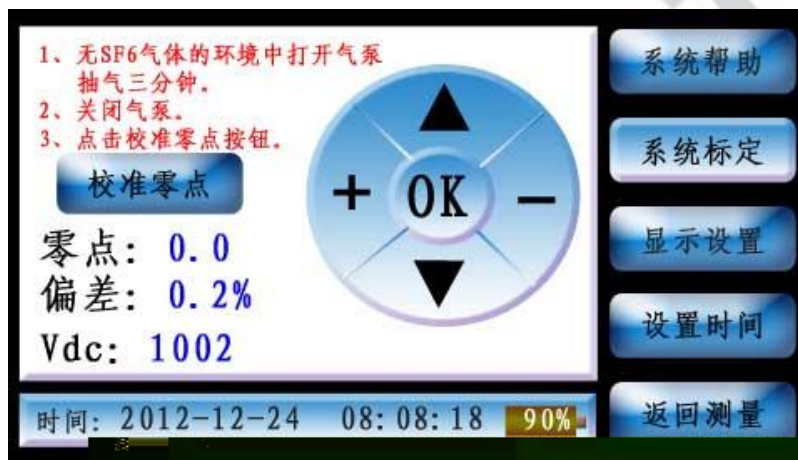 1、无SF6气体的环境中打开气泵
抽气三分钟。
2、关闭气泵。
3、点击校准零点按钮。
校准零点
零点: 0.0
偏差: 0.2%
Vdc: 1002
+ OK −
系统帮助
系统标定
显示设置
设置时间
返回测量
时间: 2012-12-24 08:08:18 90%